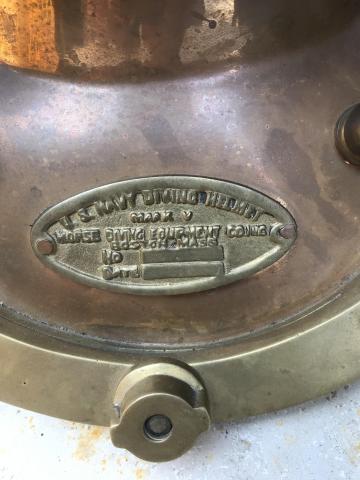 U.S. NAVY DIVING HELMET
MARK V
MORSE DIVING EQUIPMENT CO. INC
BOSTON MASS
NO
DATE